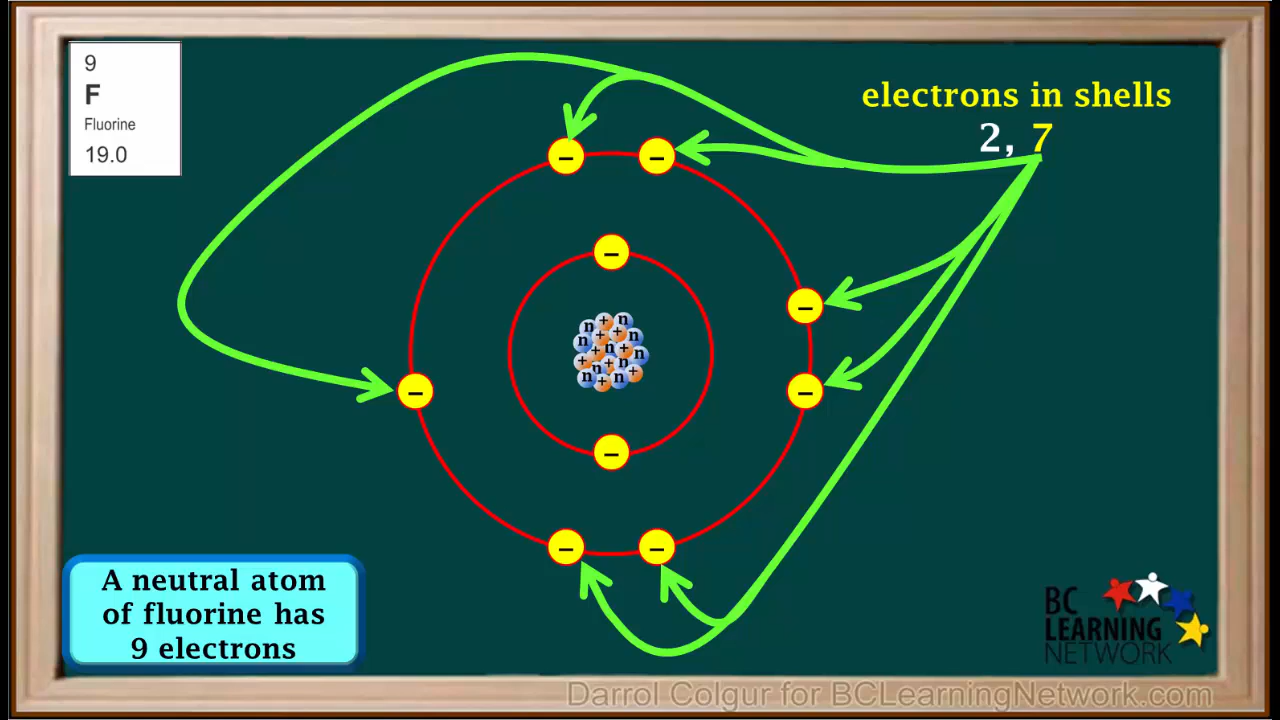 9
F
Fluorine
19.0
electrons in shells
2, 7
A neutral atom
of fluorine has
9 electrons
BC
LEARNING
NETWORK
Darrol Colgur for BCLearningNetwork.com